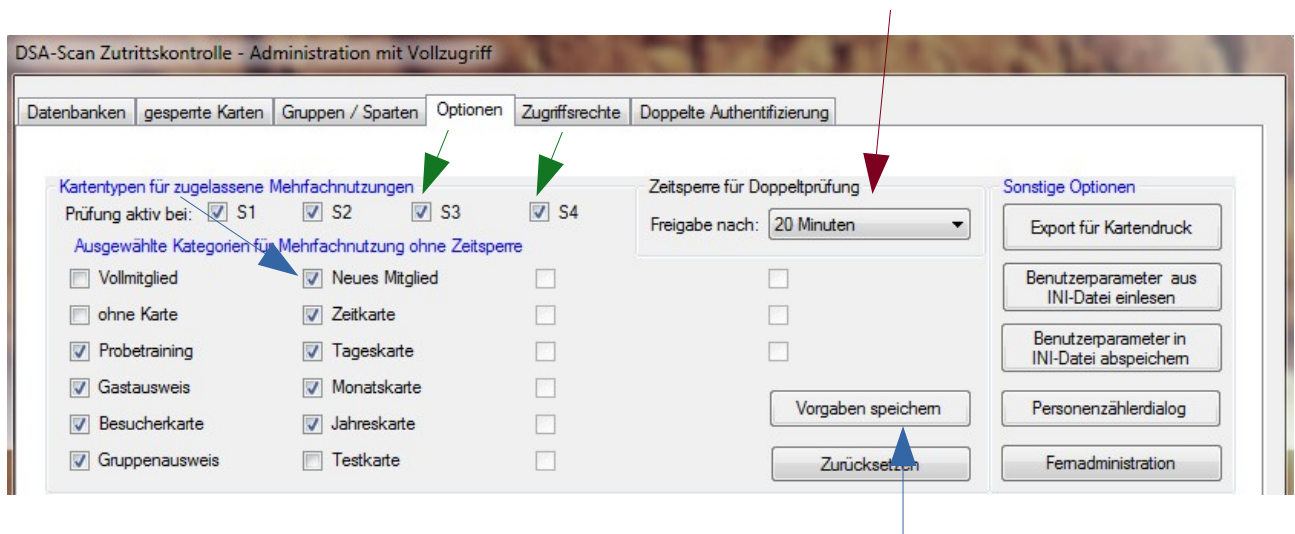 DSA-Scan Zutrittskontrolle - Administration mit Vollzugriff
Datenbanken gesperrte Karten Gruppen / Sparten Optionen Zugriffsrechte Doppelte Authentifizierung
Kartentypen für zugelassene Mehrfachnutzungen Zeitsperre für Doppeltprüfung Sonstige Optionen
Prüfung aktiv bei: S1 S2 S3 S4 Freigabe nach: 20 Minuten Export für Kartendruck
Ausgewählte Kategorien für Mehrfachnutzung ohne Zeitsperre
Vollmitglied Neues Mitglied Benutzerparameter aus
INI-Datei einlesen
ohne Karte Zeitkarte
Probetraining Tageskarte Benutzerparameter in
INI-Datei abspeichern
Gastausweis Monatskarte
Besucherkarte Jahreskarte Vorgaben speichern Personenzählerdialog
Gruppenausweis Testkarte Zurücksetzen Fernadministration